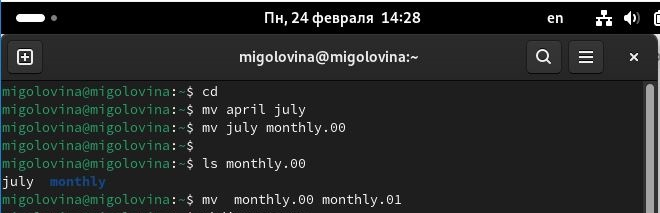 Пн, 24 февраля 14:28
en
migolovina@migolovina:~
migolovina@migolovina:~$ cd
migolovina@migolovina:~$ mv april july
migolovina@migolovina:~$ mv july monthly.00
migolovina@migolovina:~$
migolovina@migolovina:~$ ls monthly.00
july  monthly
migolovina@migolovina:~$ mv  monthly.00 monthly.01